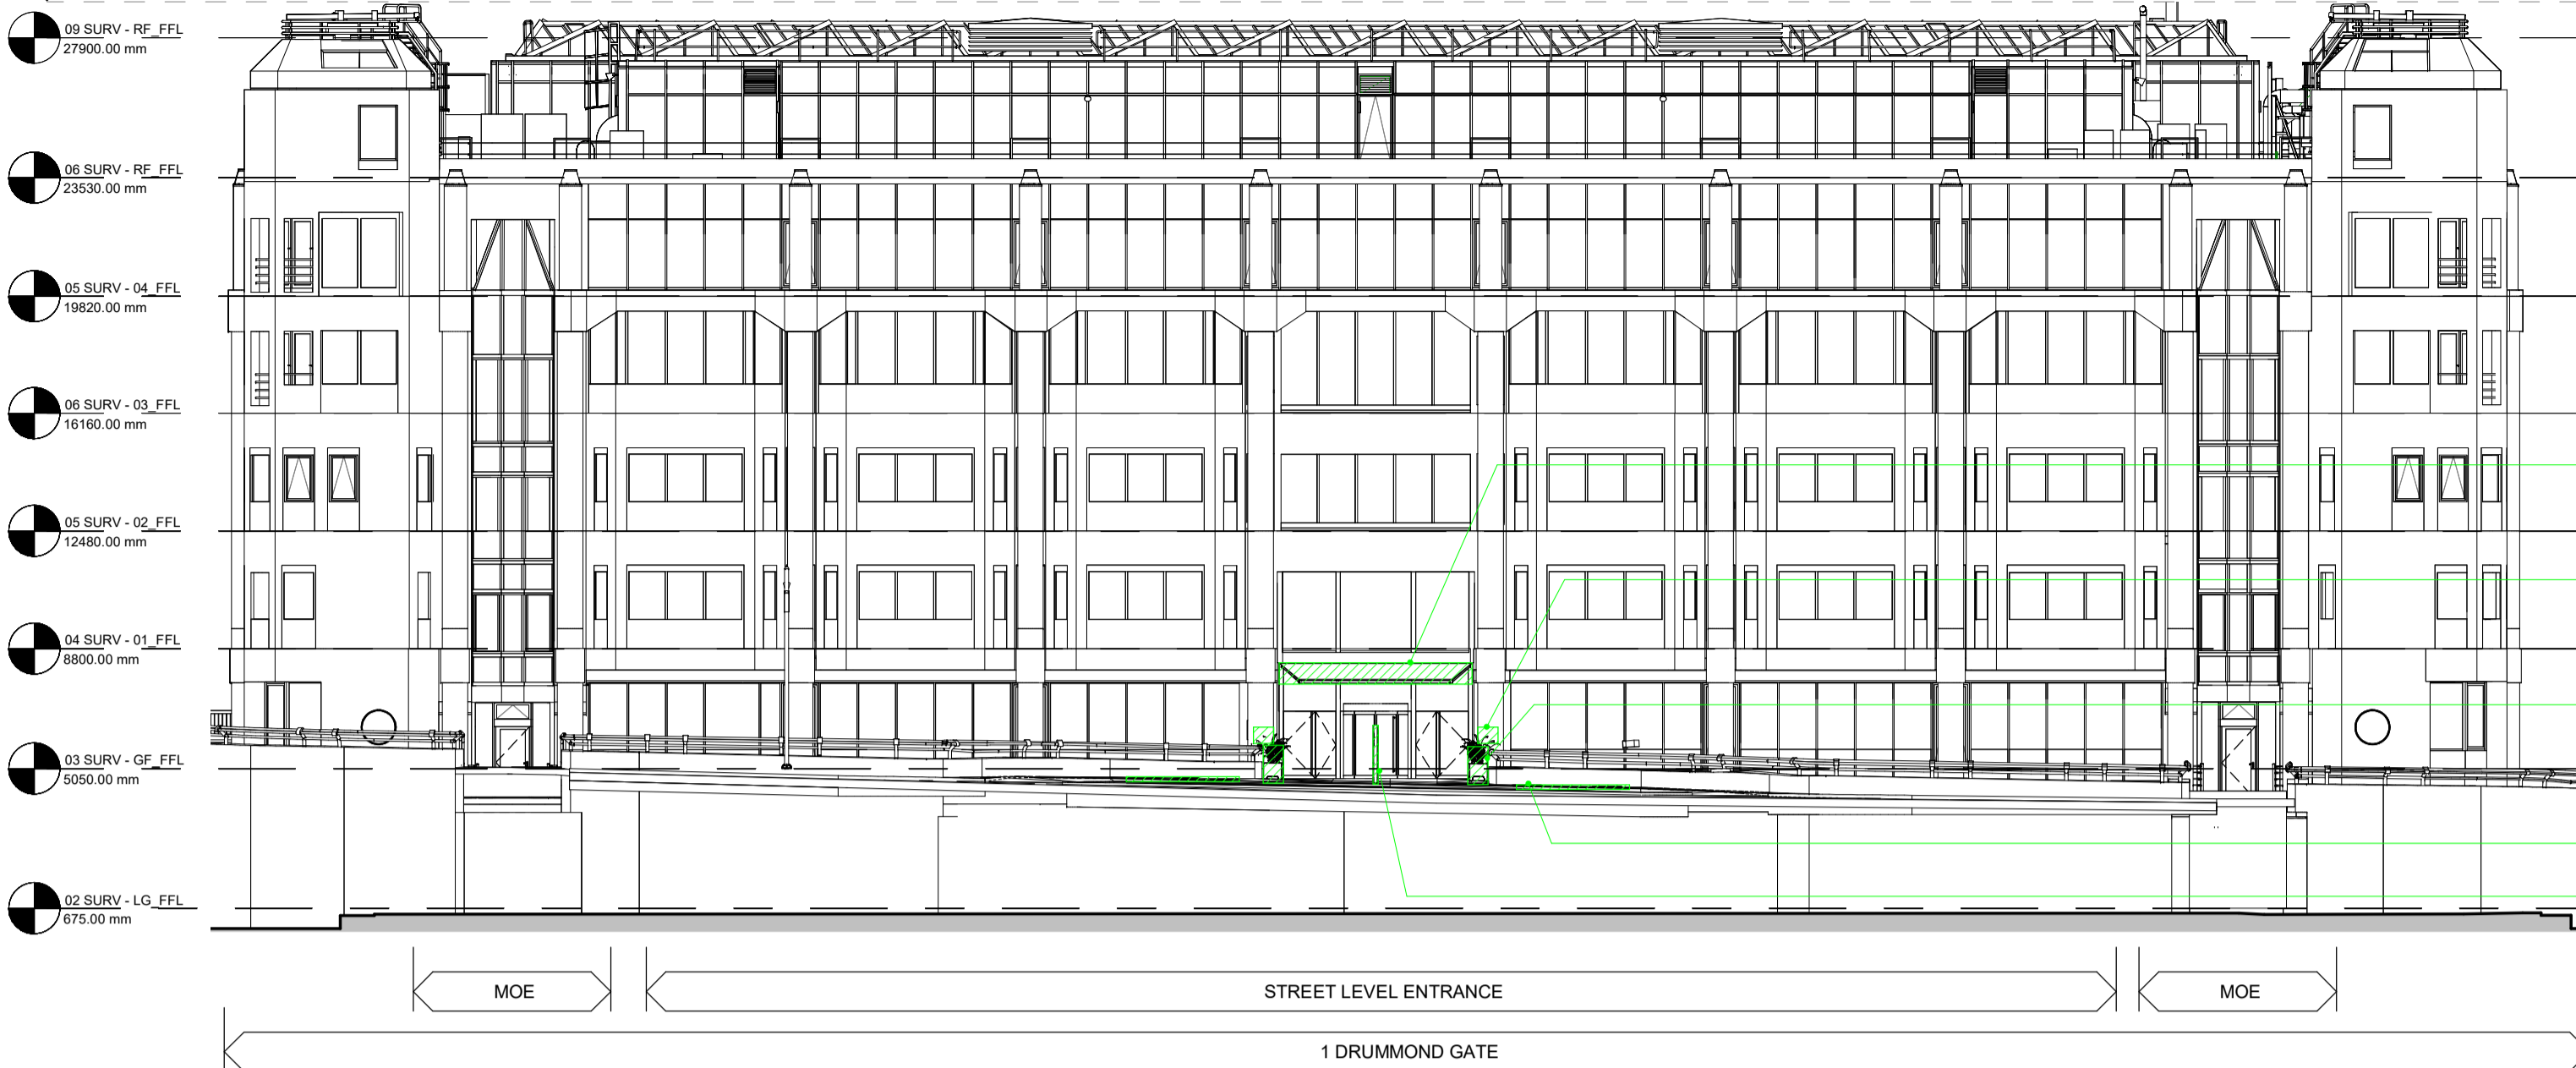 09 SURV - RF_FFL
27900.00 mm
06 SURV - RF_FFL
23530.00 mm
05 SURV - 04_FFL
19820.00 mm
06 SURV - 03_FFL
16160.00 mm
05 SURV - 02_FFL
12480.00 mm
04 SURV - 01_FFL
8800.00 mm
03 SURV - GF_FFL
5050.00 mm
02 SURV - LG_FFL
675.00 mm
MOE
STREET LEVEL ENTRANCE
MOE
1 DRUMMOND GATE